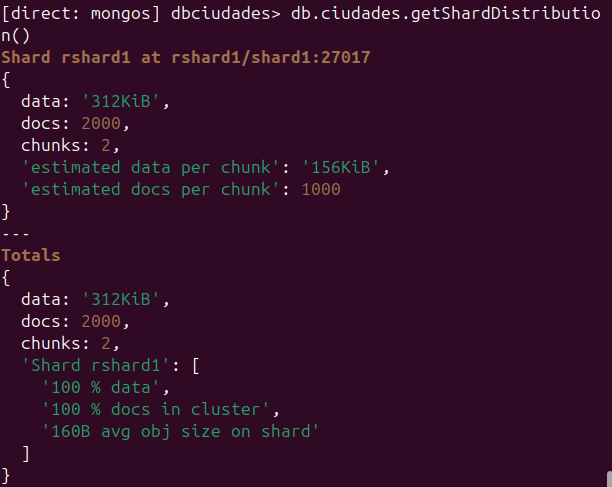 [direct: mongos] dbciudades> db.ciudades.getShardDistributio
n()
Shard rshard1 at rshard1/shard1:27017
{
  data: '312KiB',
  docs: 2000,
  chunks: 2,
  'estimated data per chunk': '156KiB',
  'estimated docs per chunk': 1000
}
---
Totals
{
  data: '312KiB',
  docs: 2000,
  chunks: 2,
  'Shard rshard1': [
    '100 % data',
    '100 % docs in cluster',
    '160B avg obj size on shard'
  ]
}